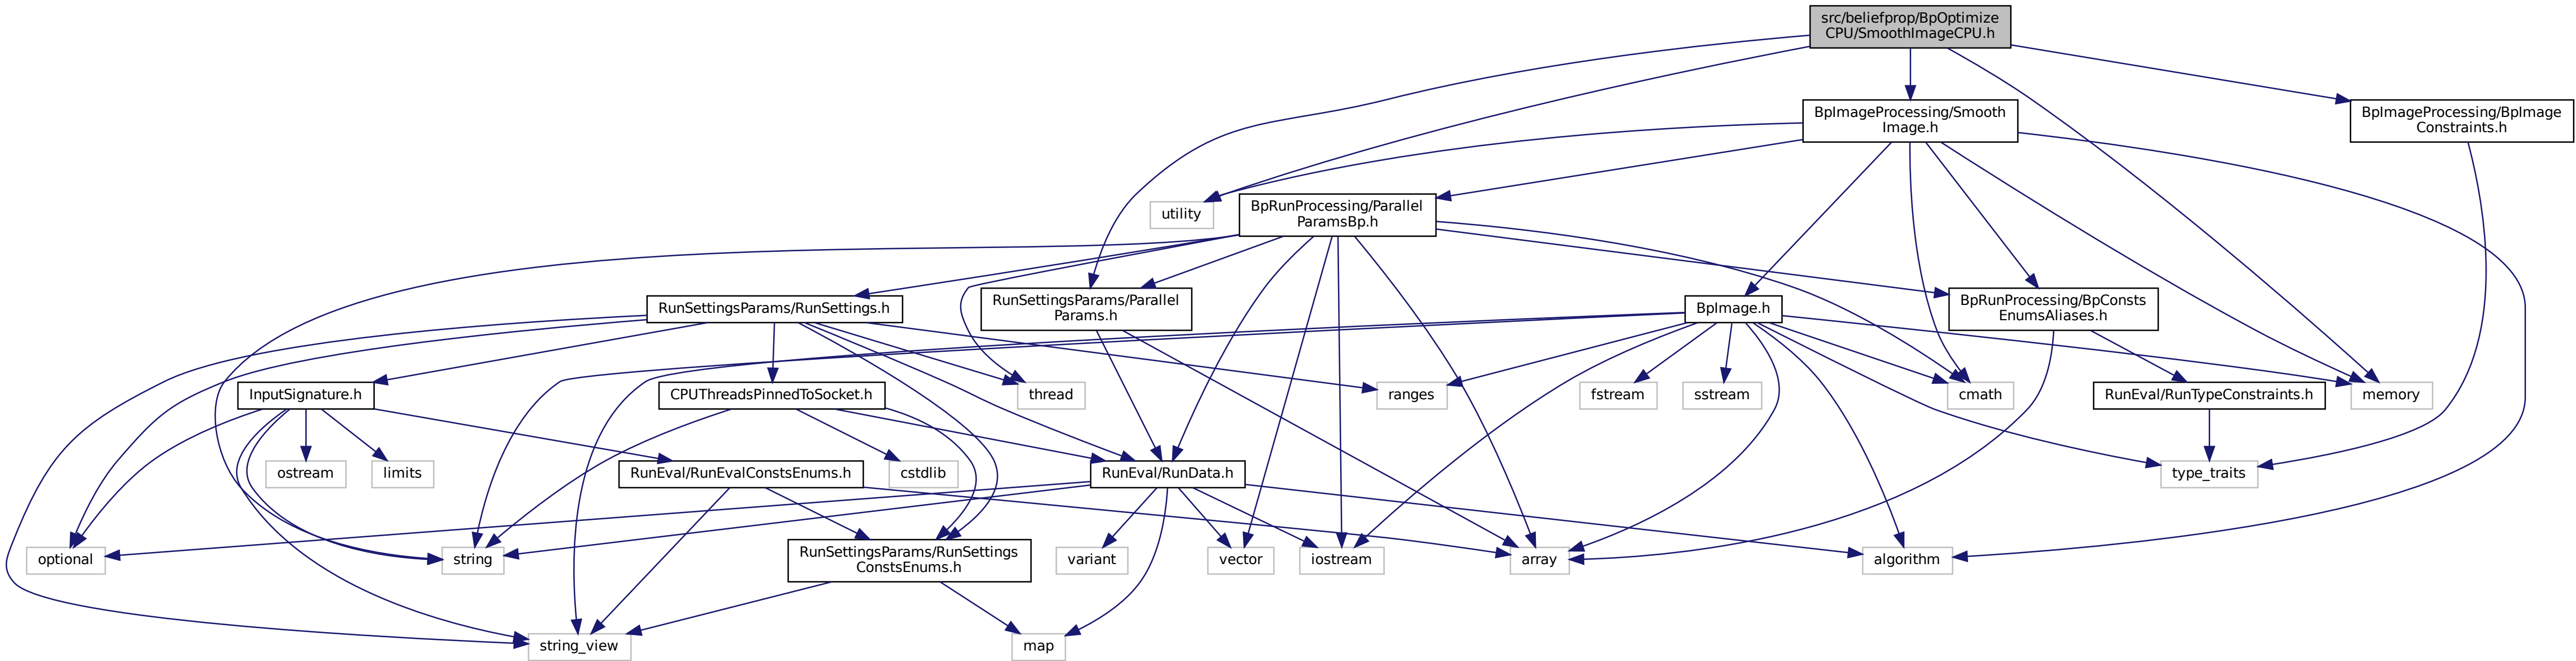 src/beliefprop/BpOptimize
CPU/SmoothImageCPU.h
BpImageProcessing/Smooth
Image.h
BpImageProcessing/BpImage
Constraints.h
utility
BpRunProcessing/Parallel
ParamsBp.h
RunSettingsParams/RunSettings.h
RunSettingsParams/Parallel
Params.h
BpImage.h
BpRunProcessing/BpConsts
EnumsAliases.h
InputSignature.h
CPUThreadsPinnedToSocket.h
thread
ranges
fstream
sstream
cmath
RunEval/RunTypeConstraints.h
memory
ostream
limits
RunEval/RunEvalConstsEnums.h
cstdlib
RunEval/RunData.h
type_traits
optional
string
RunSettingsParams/RunSettings
ConstsEnums.h
variant
vector
iostream
array
algorithm
string_view
map